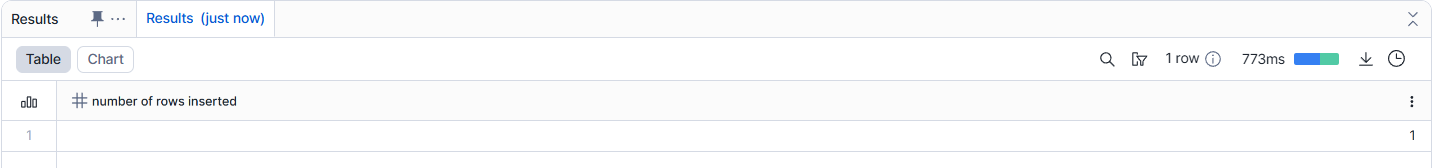 Results ... Results (just now)
Table Chart 1 row 773ms
number of rows inserted
1 1